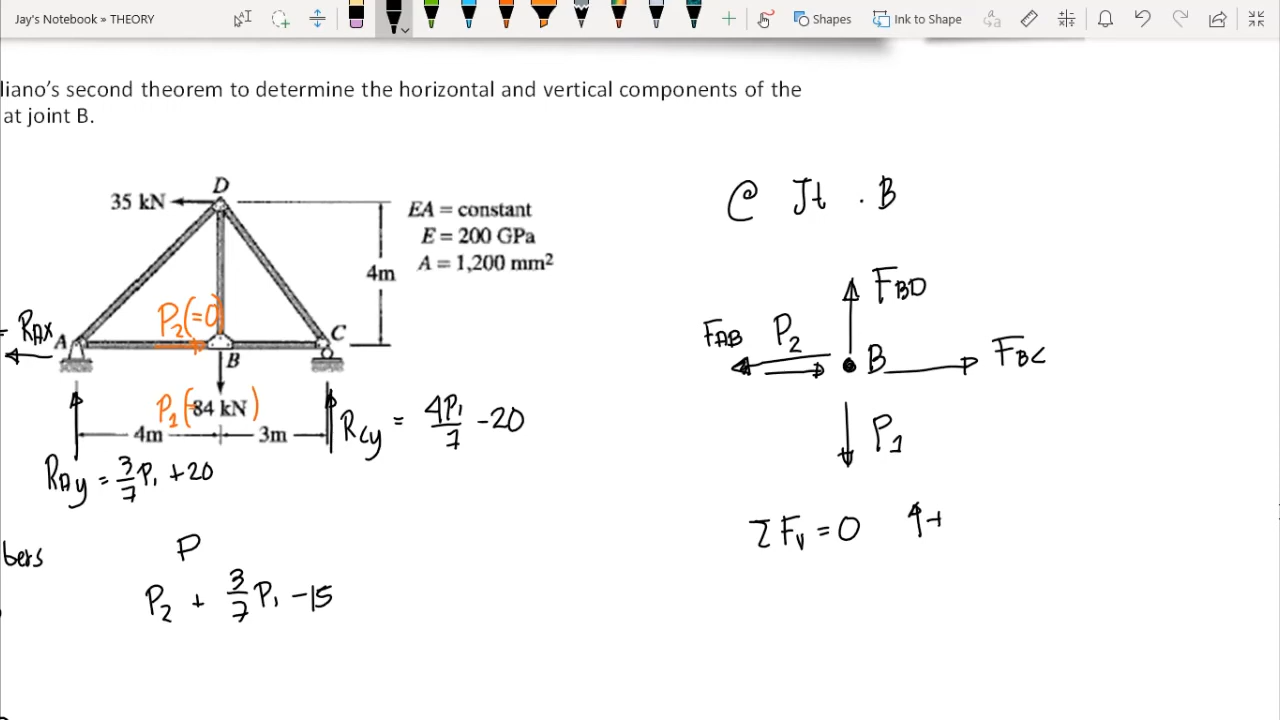 Jay's Notebook » THEORY
Shapes
Ink to Shape
liano's second theorem to determine the horizontal and vertical components of the
at joint B.
35 kN
D
EA = constant
E = 200 GPa
A = 1,200 mm²
4m
P₂(=0)
= RAX
A
C
B
P₁(=84 kN)
4m
3m
RCy = 4P₁/7 -20
RAy = 3/7 P₁ +20
bers
P
P₂ + 3/7 P₁ -15
@ Jt. B
FBD
FAB P₂
B
FBC
P₁
ΣFv = 0 ↑+